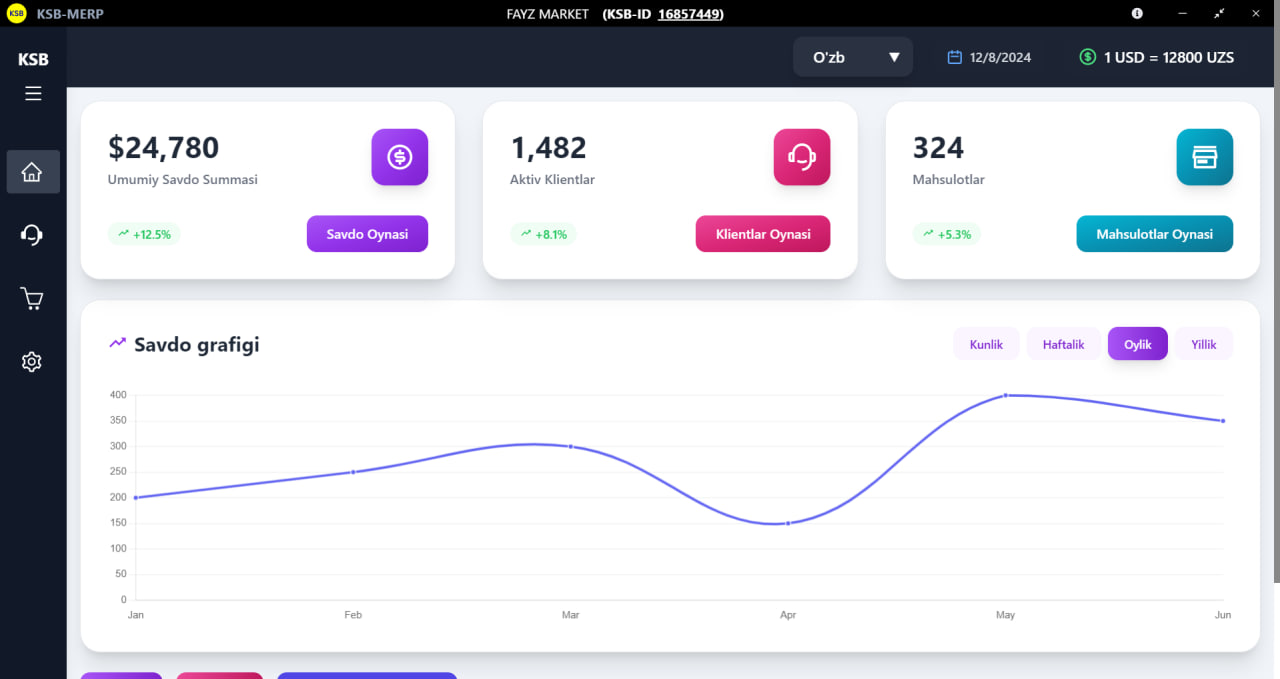 KSB KSB-MERP FAYZ MARKET (KSB-ID 16857449)
KSB
O'zb ▼ 12/8/2024 $ 1 USD = 12800 UZS
$24,780
Umumiy Savdo Summasi
+12.5% Savdo Oynasi
1,482
Aktiv Klientlar
+8.1% Klientlar Oynasi
324
Mahsulotlar
+5.3% Mahsulotlar Oynasi
Savdo grafigi
Kunlik Haftalik Oylik Yillik
400
350
300
250
200
150
100
50
0
Jan Feb Mar Apr May Jun